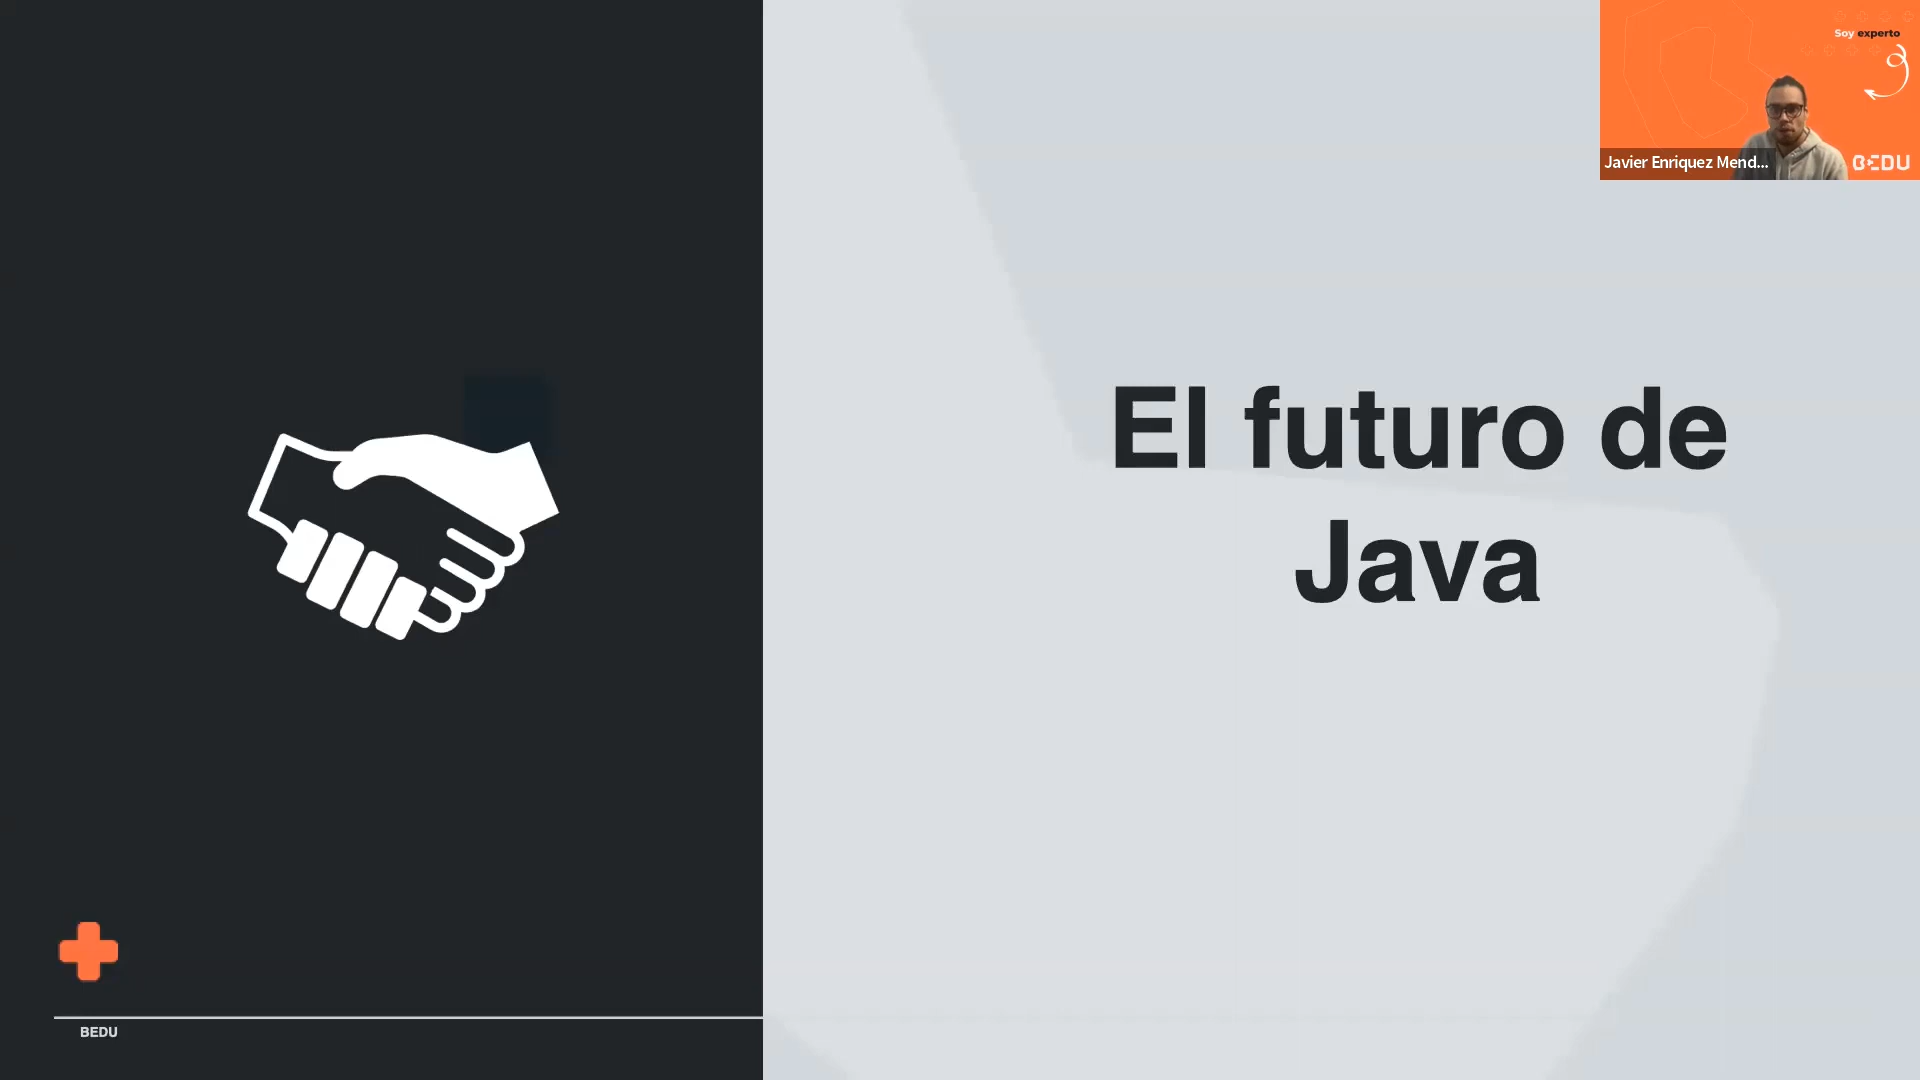 Soy experto
Javier Enriquez Mend...
BEDU
El futuro de
Java
BEDU